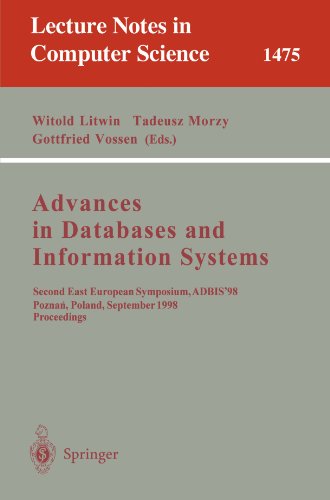 Lecture Notes in
Computer Science 1475
Witold Litwin Tadeusz Morzy
Gottfried Vossen (Eds.)
Advances
in Databases and
Information Systems
Second East European Symposium, ADBIS'98
Poznań, Poland, September 1998
Proceedings
Springer